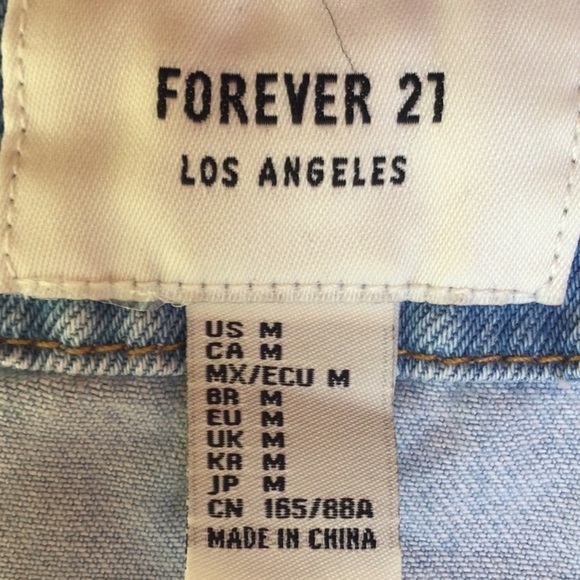 FOREVER 21
LOS ANGELES
US M
CA M
MX/ECU M
BR M
EU M
UK M
KR M
JP M
CN 165/88A
MADE IN CHINA